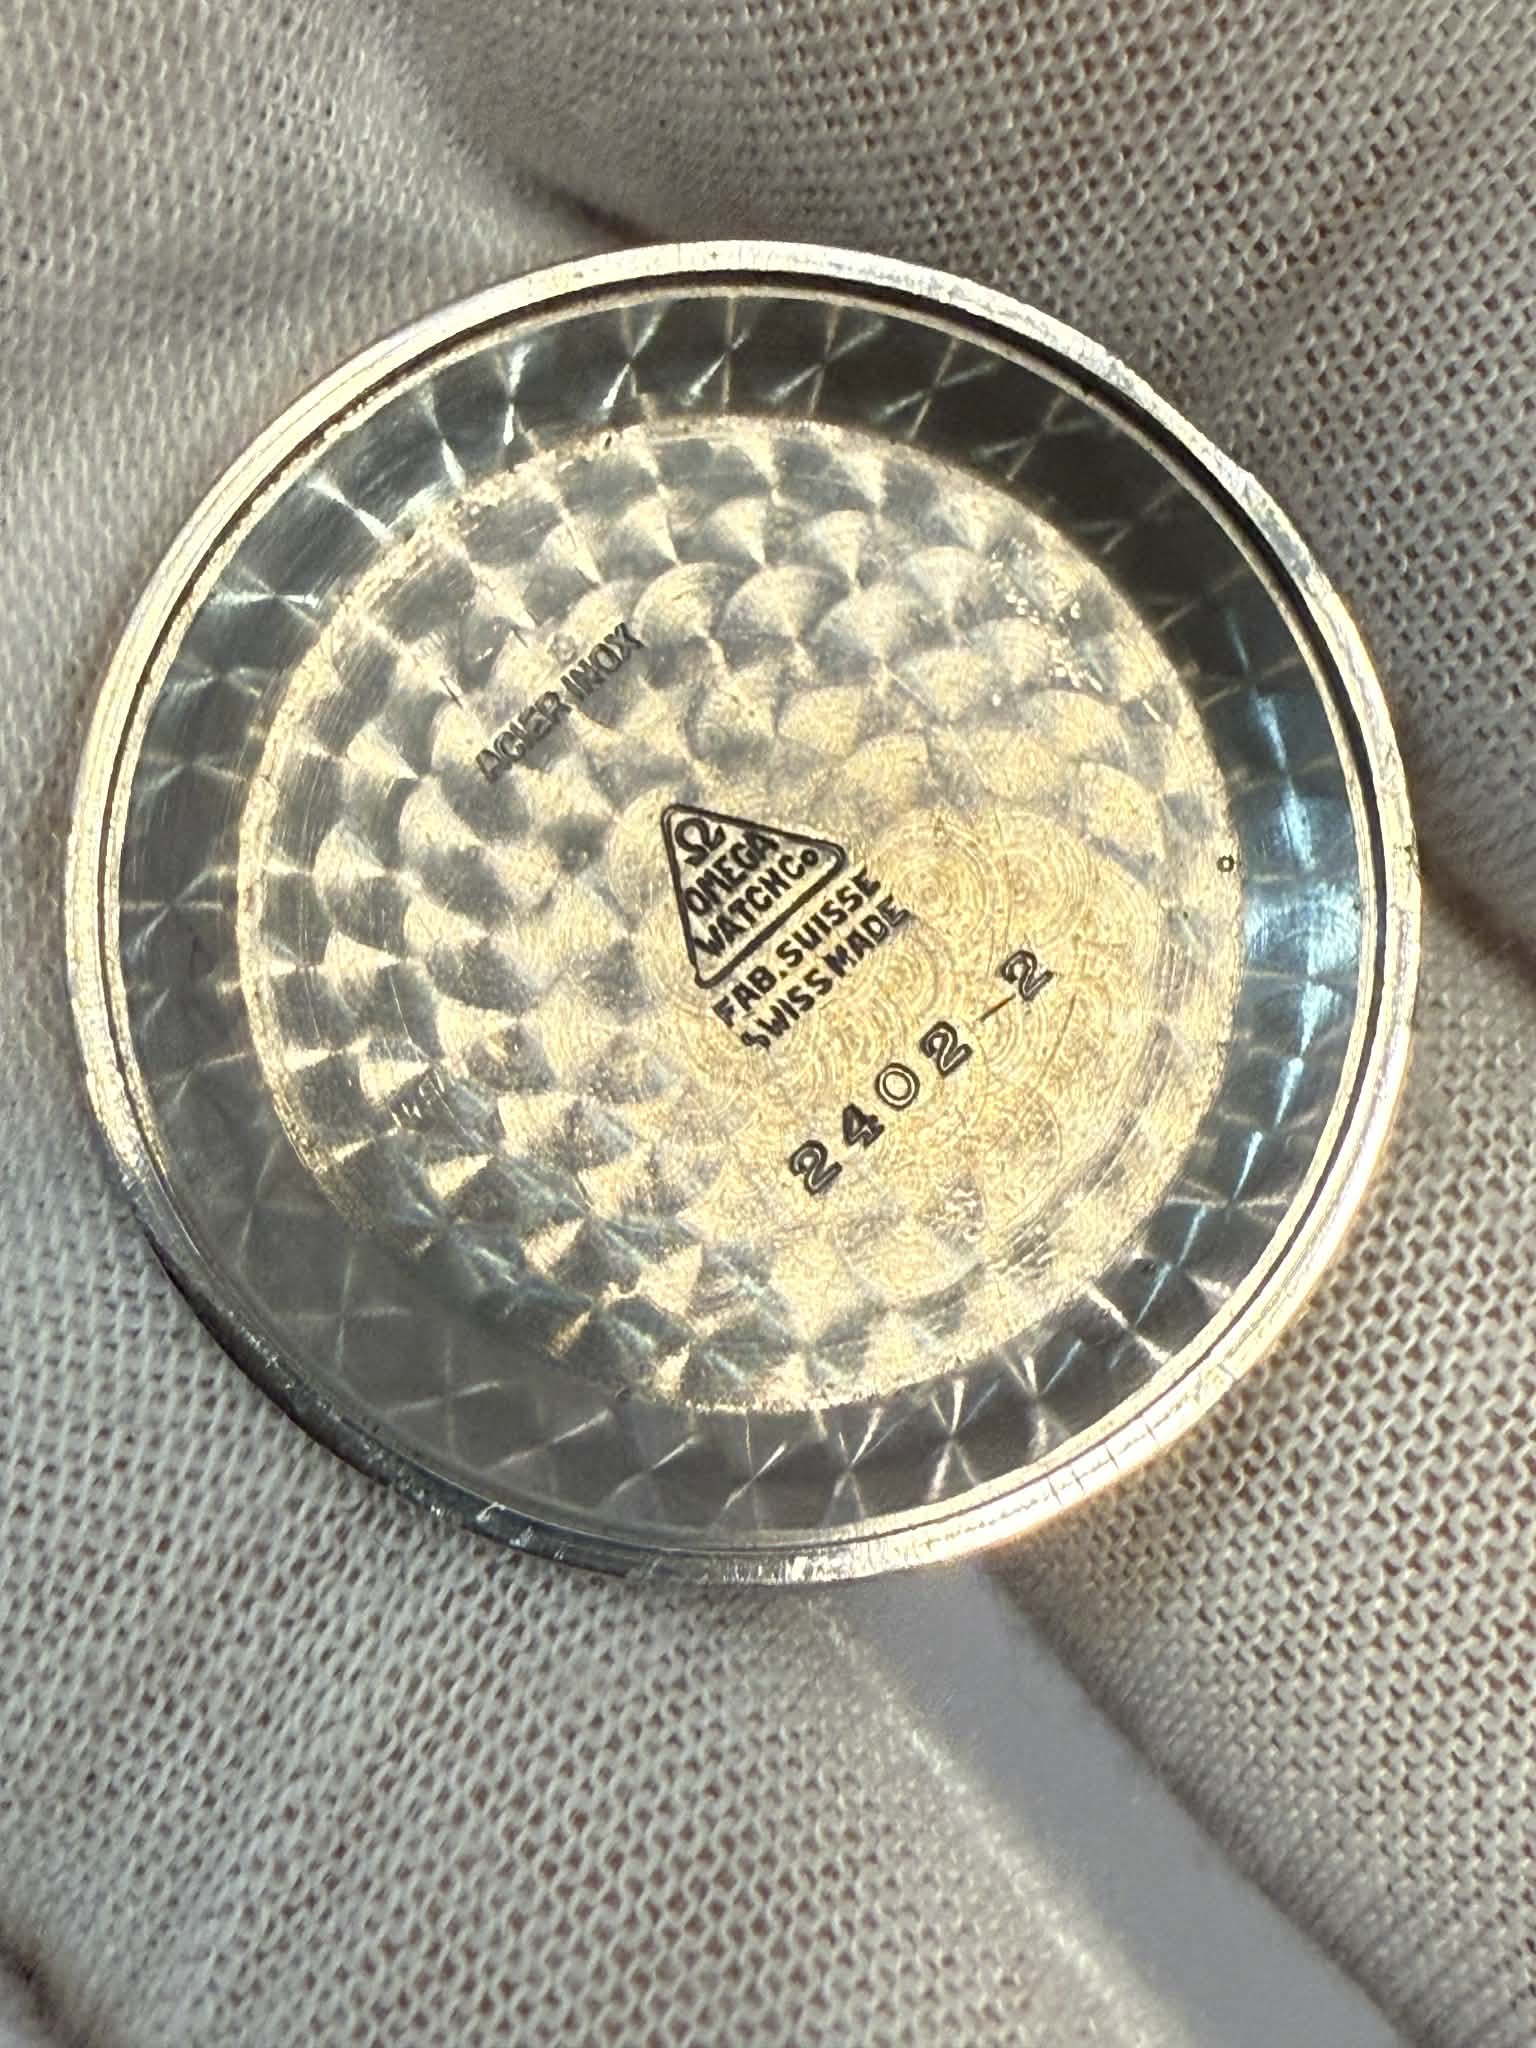 ACIER INOX
Ω
OMEGA
WATCH Co
FAB. SUISSE
SWISS MADE
2402-2